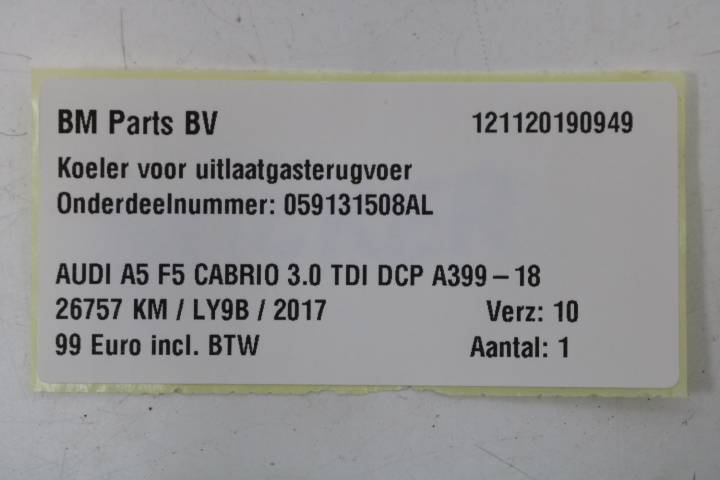 BM Parts BV 121120190949
Koeler voor uitlaatgasterugvoer
Onderdeelnummer: 059131508AL
AUDI A5 F5 CABRIO 3.0 TDI DCP A399-18
26757 KM / LY9B / 2017 Verz: 10
99 Euro incl. BTW Aantal: 1